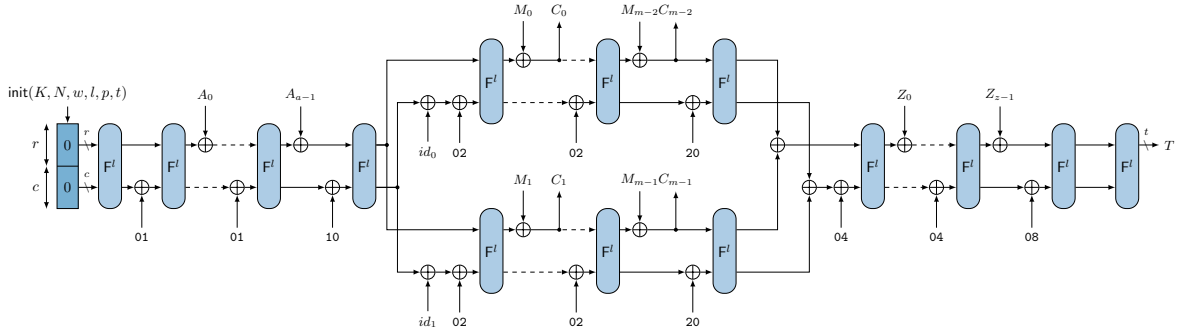 M_0 C_0 M_{m-2} C_{m-2}
init(K, N, w, l, p, t)
A_0 A_{a-1} Z_0 Z_{z-1}
F^l F^l F^l
r 0 r t T
F^l F^l F^l F^l F^l F^l F^l F^l
c 0 c
id_0 02 02 20
M_1 C_1 M_{m-1} C_{m-1}
01 01 10 04 04 08
F^l F^l F^l
id_1 02 02 20